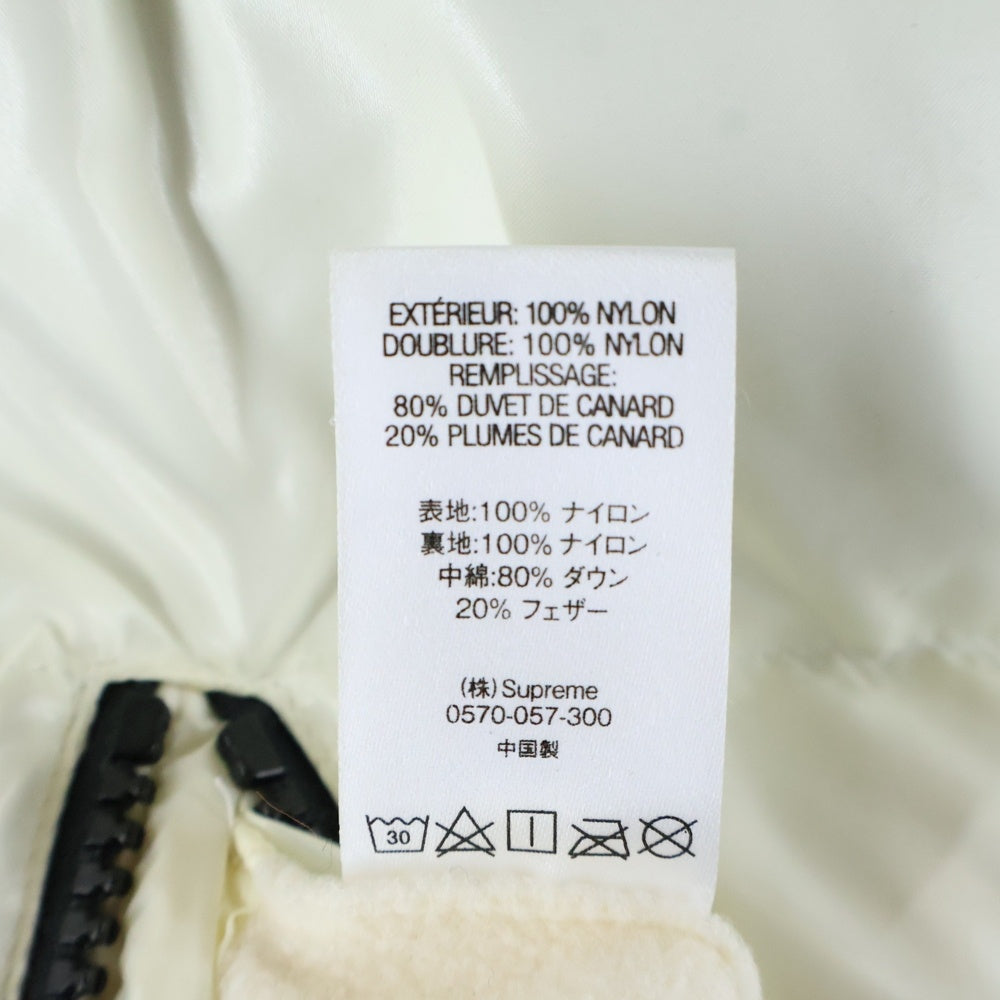 EXTÉRIEUR: 100% NYLON
DOUBLURE: 100% NYLON
REMPLISSAGE:
80% DUVET DE CANARD
20% PLUMES DE CANARD
表地:100% ナイロン
裏地:100% ナイロン
中綿:80% ダウン
20% フェザー
(株)Supreme
0570-057-300
中国製
30